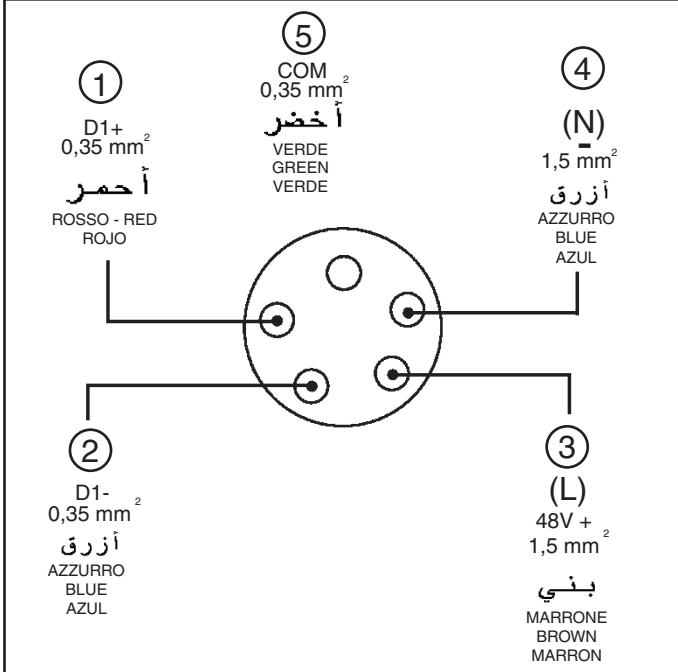 1
D1+
0,35 mm²
أحمر
ROSSO - RED
ROJO
5
COM
0,35 mm²
أخضر
VERDE
GREEN
VERDE
4
(N)
-
1,5 mm²
أزرق
AZZURRO
BLUE
AZUL
2
D1-
0,35 mm²
أزرق
AZZURRO
BLUE
AZUL
3
(L)
48V +
1,5 mm²
بني
MARRONE
BROWN
MARRON